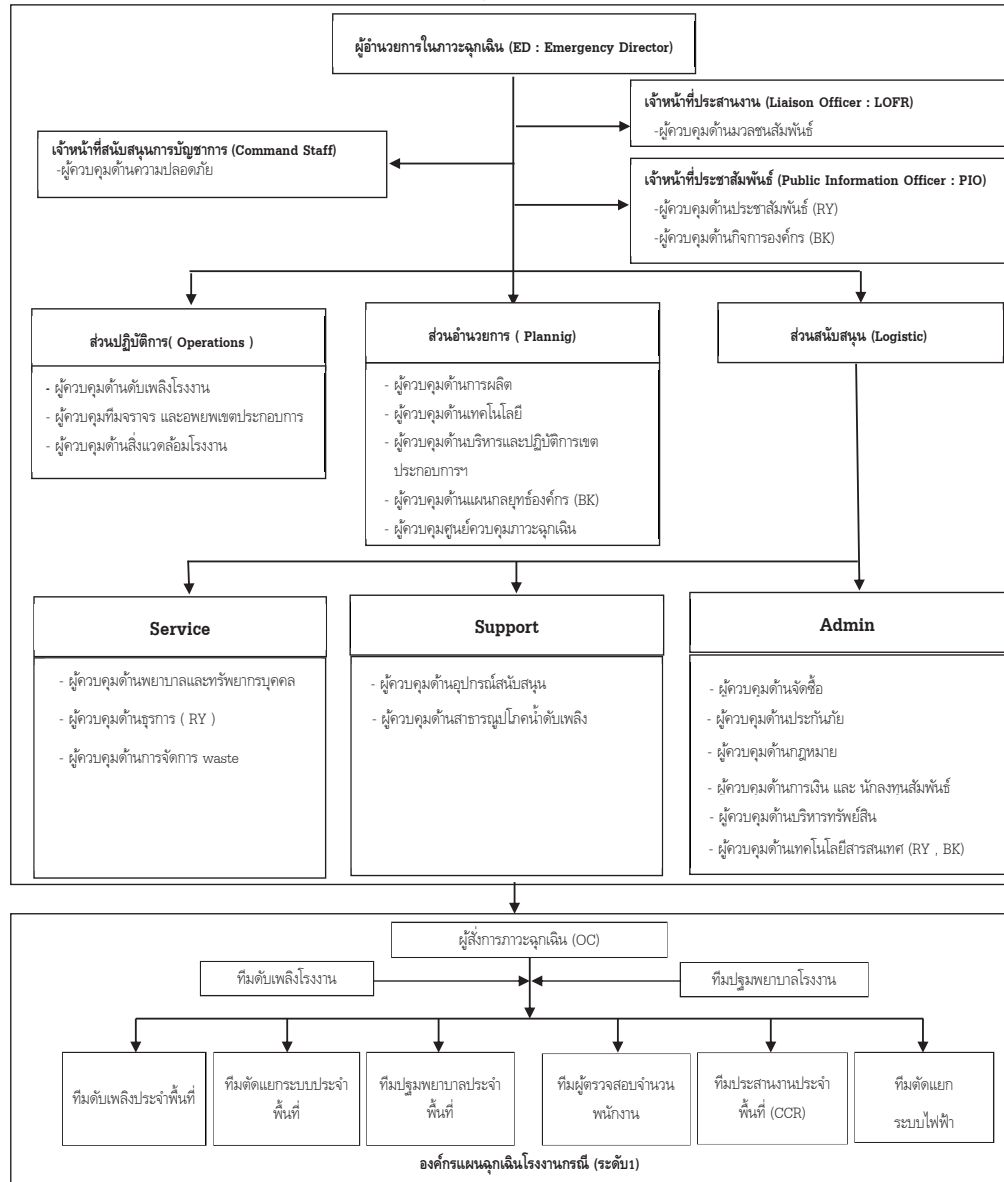 ผู้อำนวยการในภาวะฉุกเฉิน (ED : Emergency Director)
เจ้าหน้าที่ประสานงาน (Liaison Officer : LOFR)
-ผู้ควบคุมด้านมวลชนสัมพันธ์
เจ้าหน้าที่สนับสนุนการบัญชาการ (Command Staff)
-ผู้ควบคุมด้านความปลอดภัย
เจ้าหน้าที่ประชาสัมพันธ์ (Public Information Officer : PIO)
-ผู้ควบคุมด้านประชาสัมพันธ์ (RY)
-ผู้ควบคุมด้านกิจการองค์กร (BK)
ส่วนปฏิบัติการ( Operations )
- ผู้ควบคุมด้านดับเพลิงโรงงาน
- ผู้ควบคุมทีมจราจร และอพยพเขตประกอบการ
- ผู้ควบคุมด้านสิ่งแวดล้อมโรงงาน
ส่วนอำนวยการ ( Plannig)
- ผู้ควบคุมด้านการผลิต
- ผู้ควบคุมด้านเทคโนโลยี
- ผู้ควบคุมด้านบริหารและปฏิบัติการเขต
ประกอบการฯ
- ผู้ควบคุมด้านแผนกลยุทธ์องค์กร (BK)
- ผู้ควบคุมศูนย์ควบคุมภาวะฉุกเฉิน
ส่วนสนับสนุน (Logistic)
Service
- ผู้ควบคุมด้านพยาบาลและทรัพยากรบุคคล
- ผู้ควบคุมด้านธุรการ ( RY )
- ผู้ควบคุมด้านการจัดการ waste
Support
- ผู้ควบคุมด้านอุปกรณ์สนับสนุน
- ผู้ควบคุมด้านสาธารณูปโภคน้ำดับเพลิง
Admin
- ผู้ควบคุมด้านจัดซื้อ
- ผู้ควบคุมด้านประกันภัย
- ผู้ควบคุมด้านกฎหมาย
- ผู้ควบคุมด้านการเงิน และ นักลงทุนสัมพันธ์
- ผู้ควบคุมด้านบริหารทรัพย์สิน
- ผู้ควบคุมด้านเทคโนโลยีสารสนเทศ (RY , BK)
ผู้สั่งการภาวะฉุกเฉิน (OC)
ทีมดับเพลิงโรงงาน
ทีมปฐมพยาบาลโรงงาน
ทีมดับเพลิงประจำพื้นที่
ทีมตัดแยกระบบประจำ
พื้นที่
ทีมปฐมพยาบาลประจำ
พื้นที่
ทีมผู้ตรวจสอบจำนวน
พนักงาน
ทีมประสานงานประจำ
พื้นที่ (CCR)
ทีมตัดแยก
ระบบไฟฟ้า
องค์กรแผนฉุกเฉินโรงงานกรณี (ระดับ1)